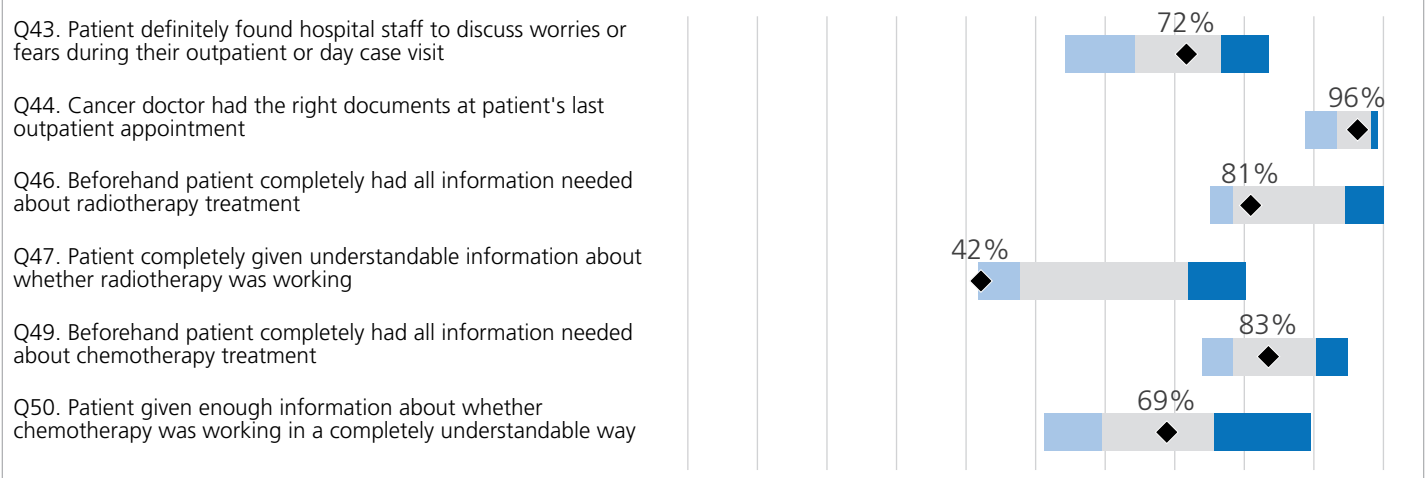 Q43. Patient definitely found hospital staff to discuss worries or
fears during their outpatient or day case visit
72%
Q44. Cancer doctor had the right documents at patient's last
outpatient appointment
96%
Q46. Beforehand patient completely had all information needed
about radiotherapy treatment
81%
Q47. Patient completely given understandable information about
whether radiotherapy was working
42%
Q49. Beforehand patient completely had all information needed
about chemotherapy treatment
83%
Q50. Patient given enough information about whether
chemotherapy was working in a completely understandable way
69%